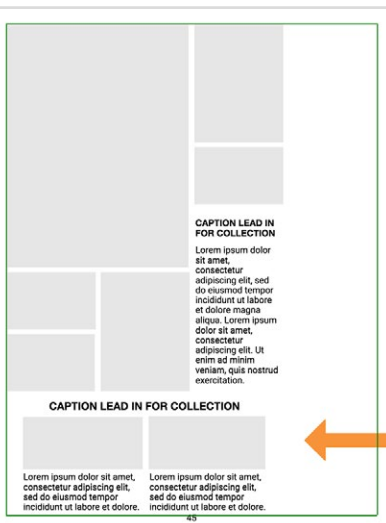 CAPTION LEAD IN
FOR COLLECTION
Lorem ipsum dolor
sit amet,
consectetur
adipiscing elit, sed
do eiusmod tempor
incididunt ut labore
et dolore magna
aliqua. Lorem ipsum
dolor sit amet,
consectetur
adipiscing elit. Ut
enim ad minim
veniam, quis nostrud
exercitation.
CAPTION LEAD IN FOR COLLECTION
Lorem ipsum dolor sit amet,
consectetur adipiscing elit,
sed do eiusmod tempor
incididunt ut labore et dolore.
Lorem ipsum dolor sit amet,
consectetur adipiscing elit,
sed do eiusmod tempor
incididunt ut labore et dolore.
45